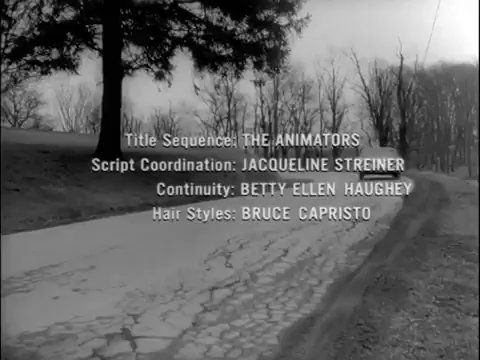 Title Sequence: THE ANIMATORS
Script Coordination: JACQUELINE STREINER
Continuity: BETTY ELLEN HAUGHEY
Hair Styles: BRUCE CAPRISTO